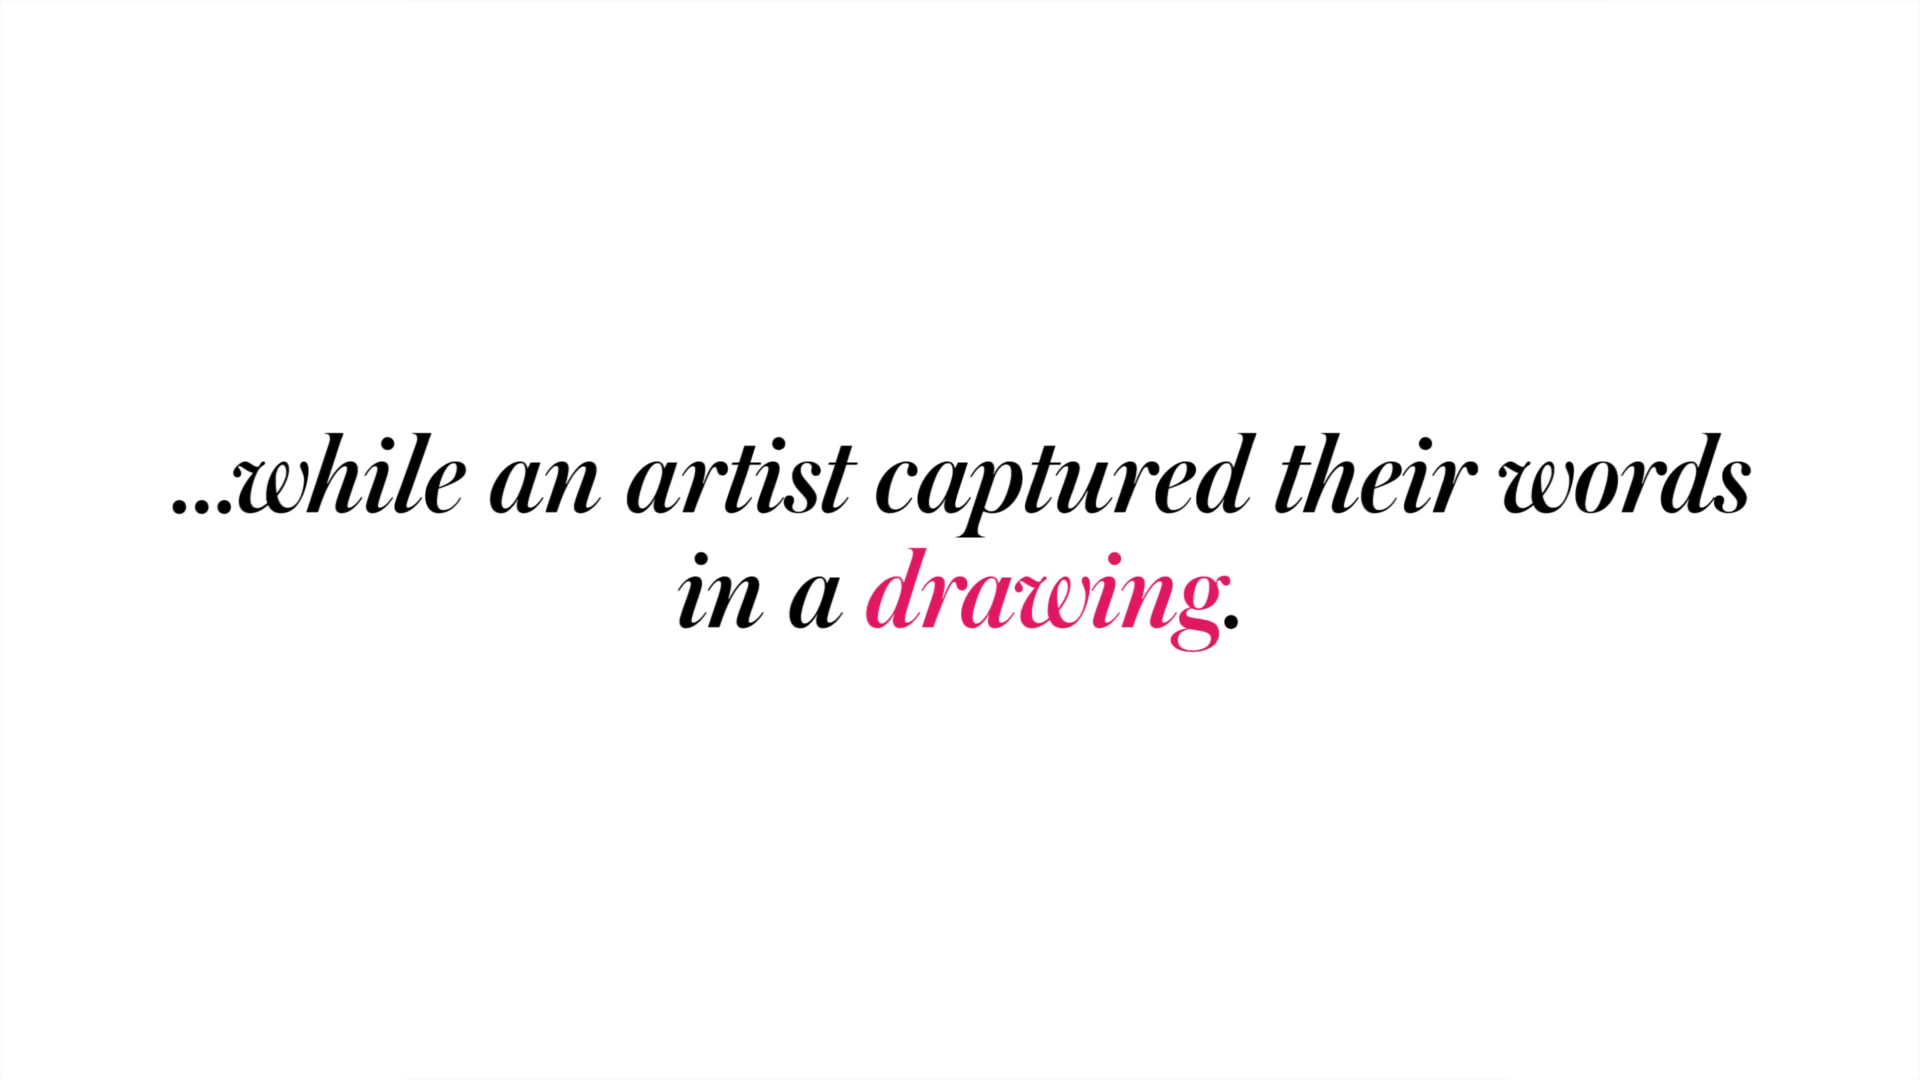 ...while an artist captured their words
in a drawing.